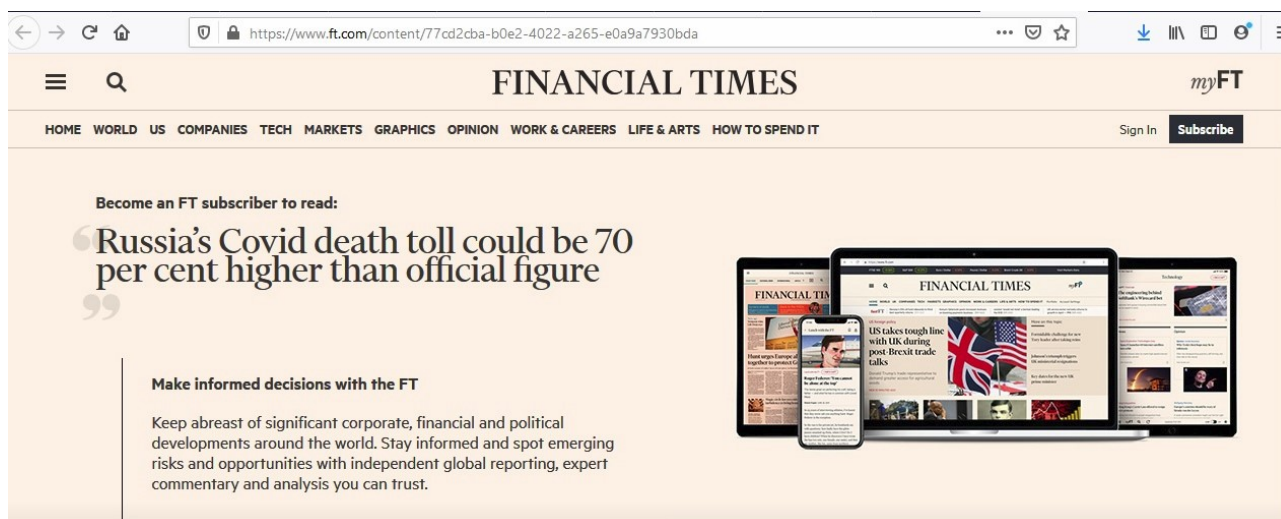 https://www.ft.com/content/77cd2cba-b0e2-4022-a265-e0a9a7930bda
FINANCIAL TIMES
myFT
HOME WORLD US COMPANIES TECH MARKETS GRAPHICS OPINION WORK & CAREERS LIFE & ARTS HOW TO SPEND IT
Sign In Subscribe
Become an FT subscriber to read:
“Russia’s Covid death toll could be 70
per cent higher than official figure
”
Make informed decisions with the FT
Keep abreast of significant corporate, financial and political
developments around the world. Stay informed and spot emerging
risks and opportunities with independent global reporting, expert
commentary and analysis you can trust.
FINANCIAL TIM
FINANCIAL TIMES
myFT
US takes tough line
with UK during
post-Brexit trade
talks